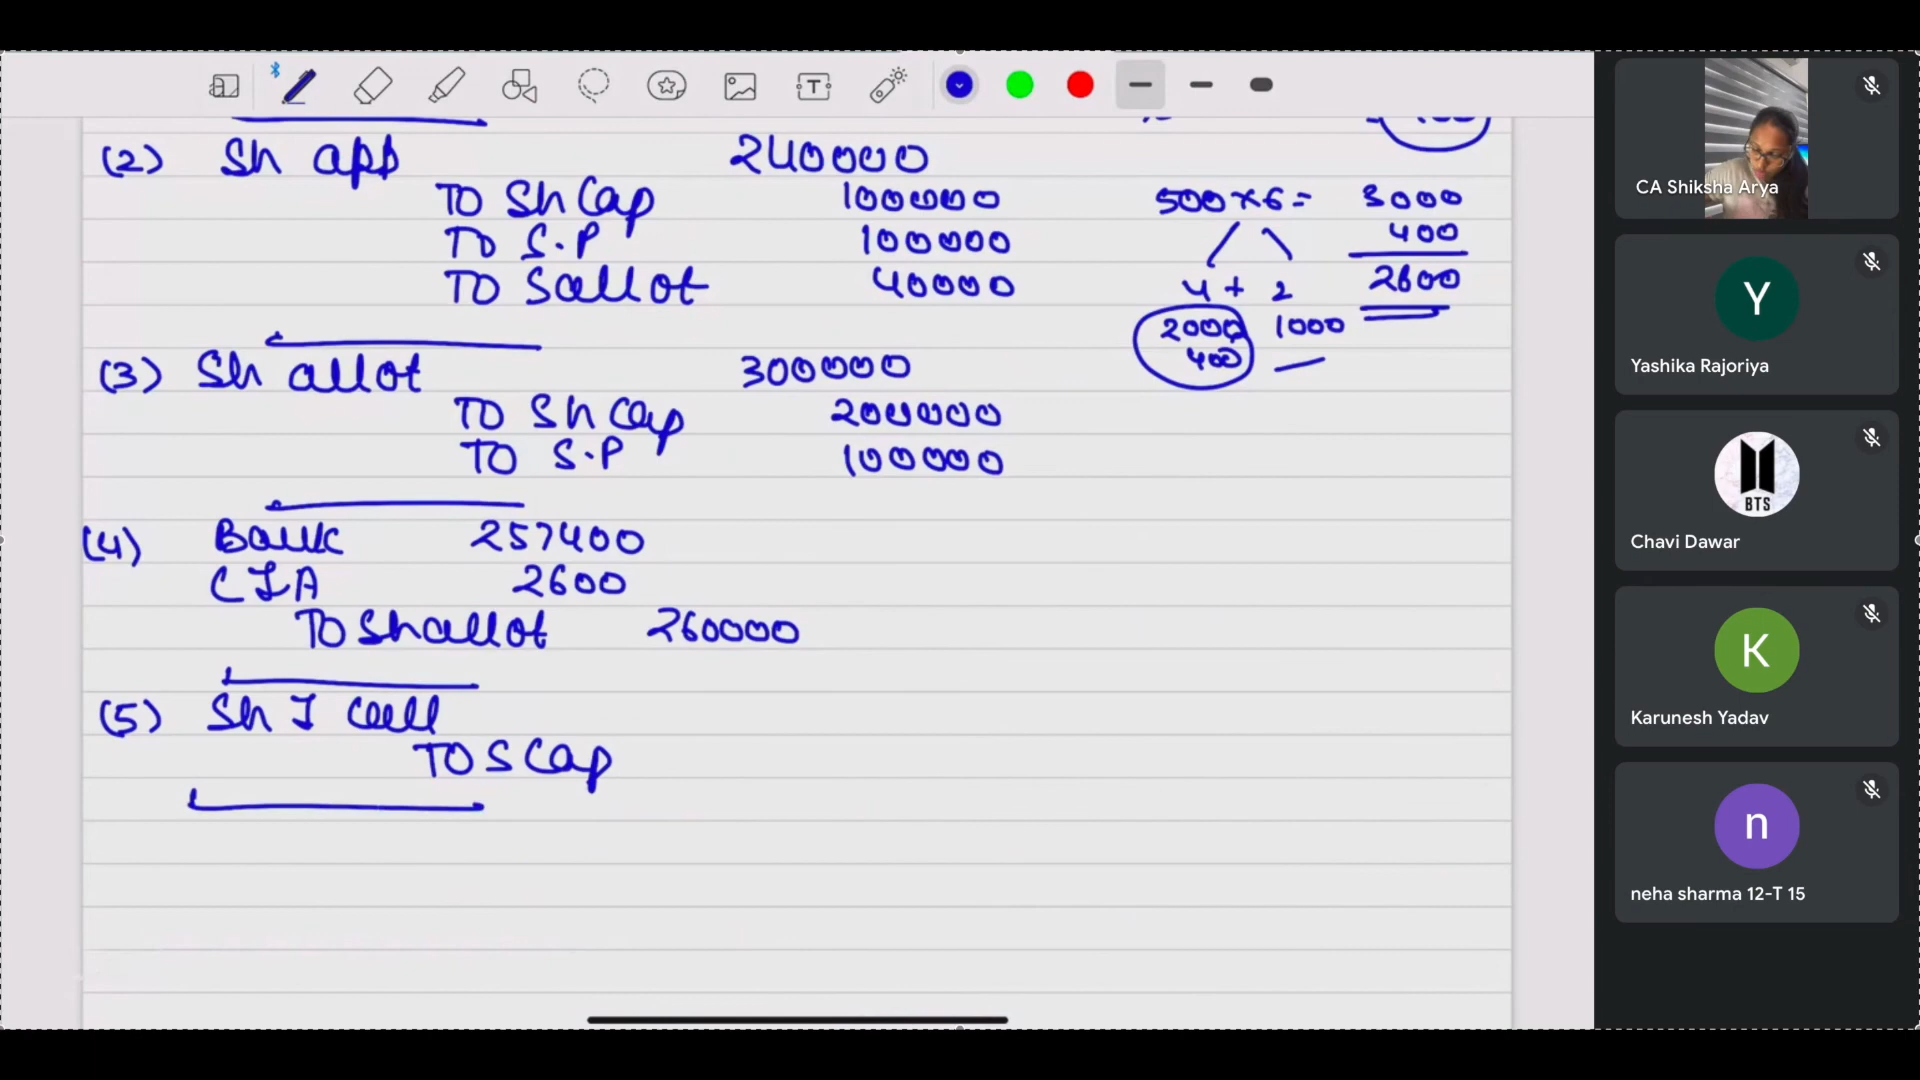 (2) Sh app 240000
To Sh Cap 100000
To S.P 100000
To Sallot 40000
(3) Sh allot 300000
To Sh Cap 200000
To S.P 100000
(4) Bank 257400
CIA 2600
To Sh allot 260000
(5) Sh I call
To S Cap
500 x 6 = 3000
400
2600
4 + 2
2000 1000
400
T
CA Shiksha Arya
Y
Yashika Rajoriya
BTS
Chavi Dawar
K
Karunesh Yadav
n
neha sharma 12-T 15